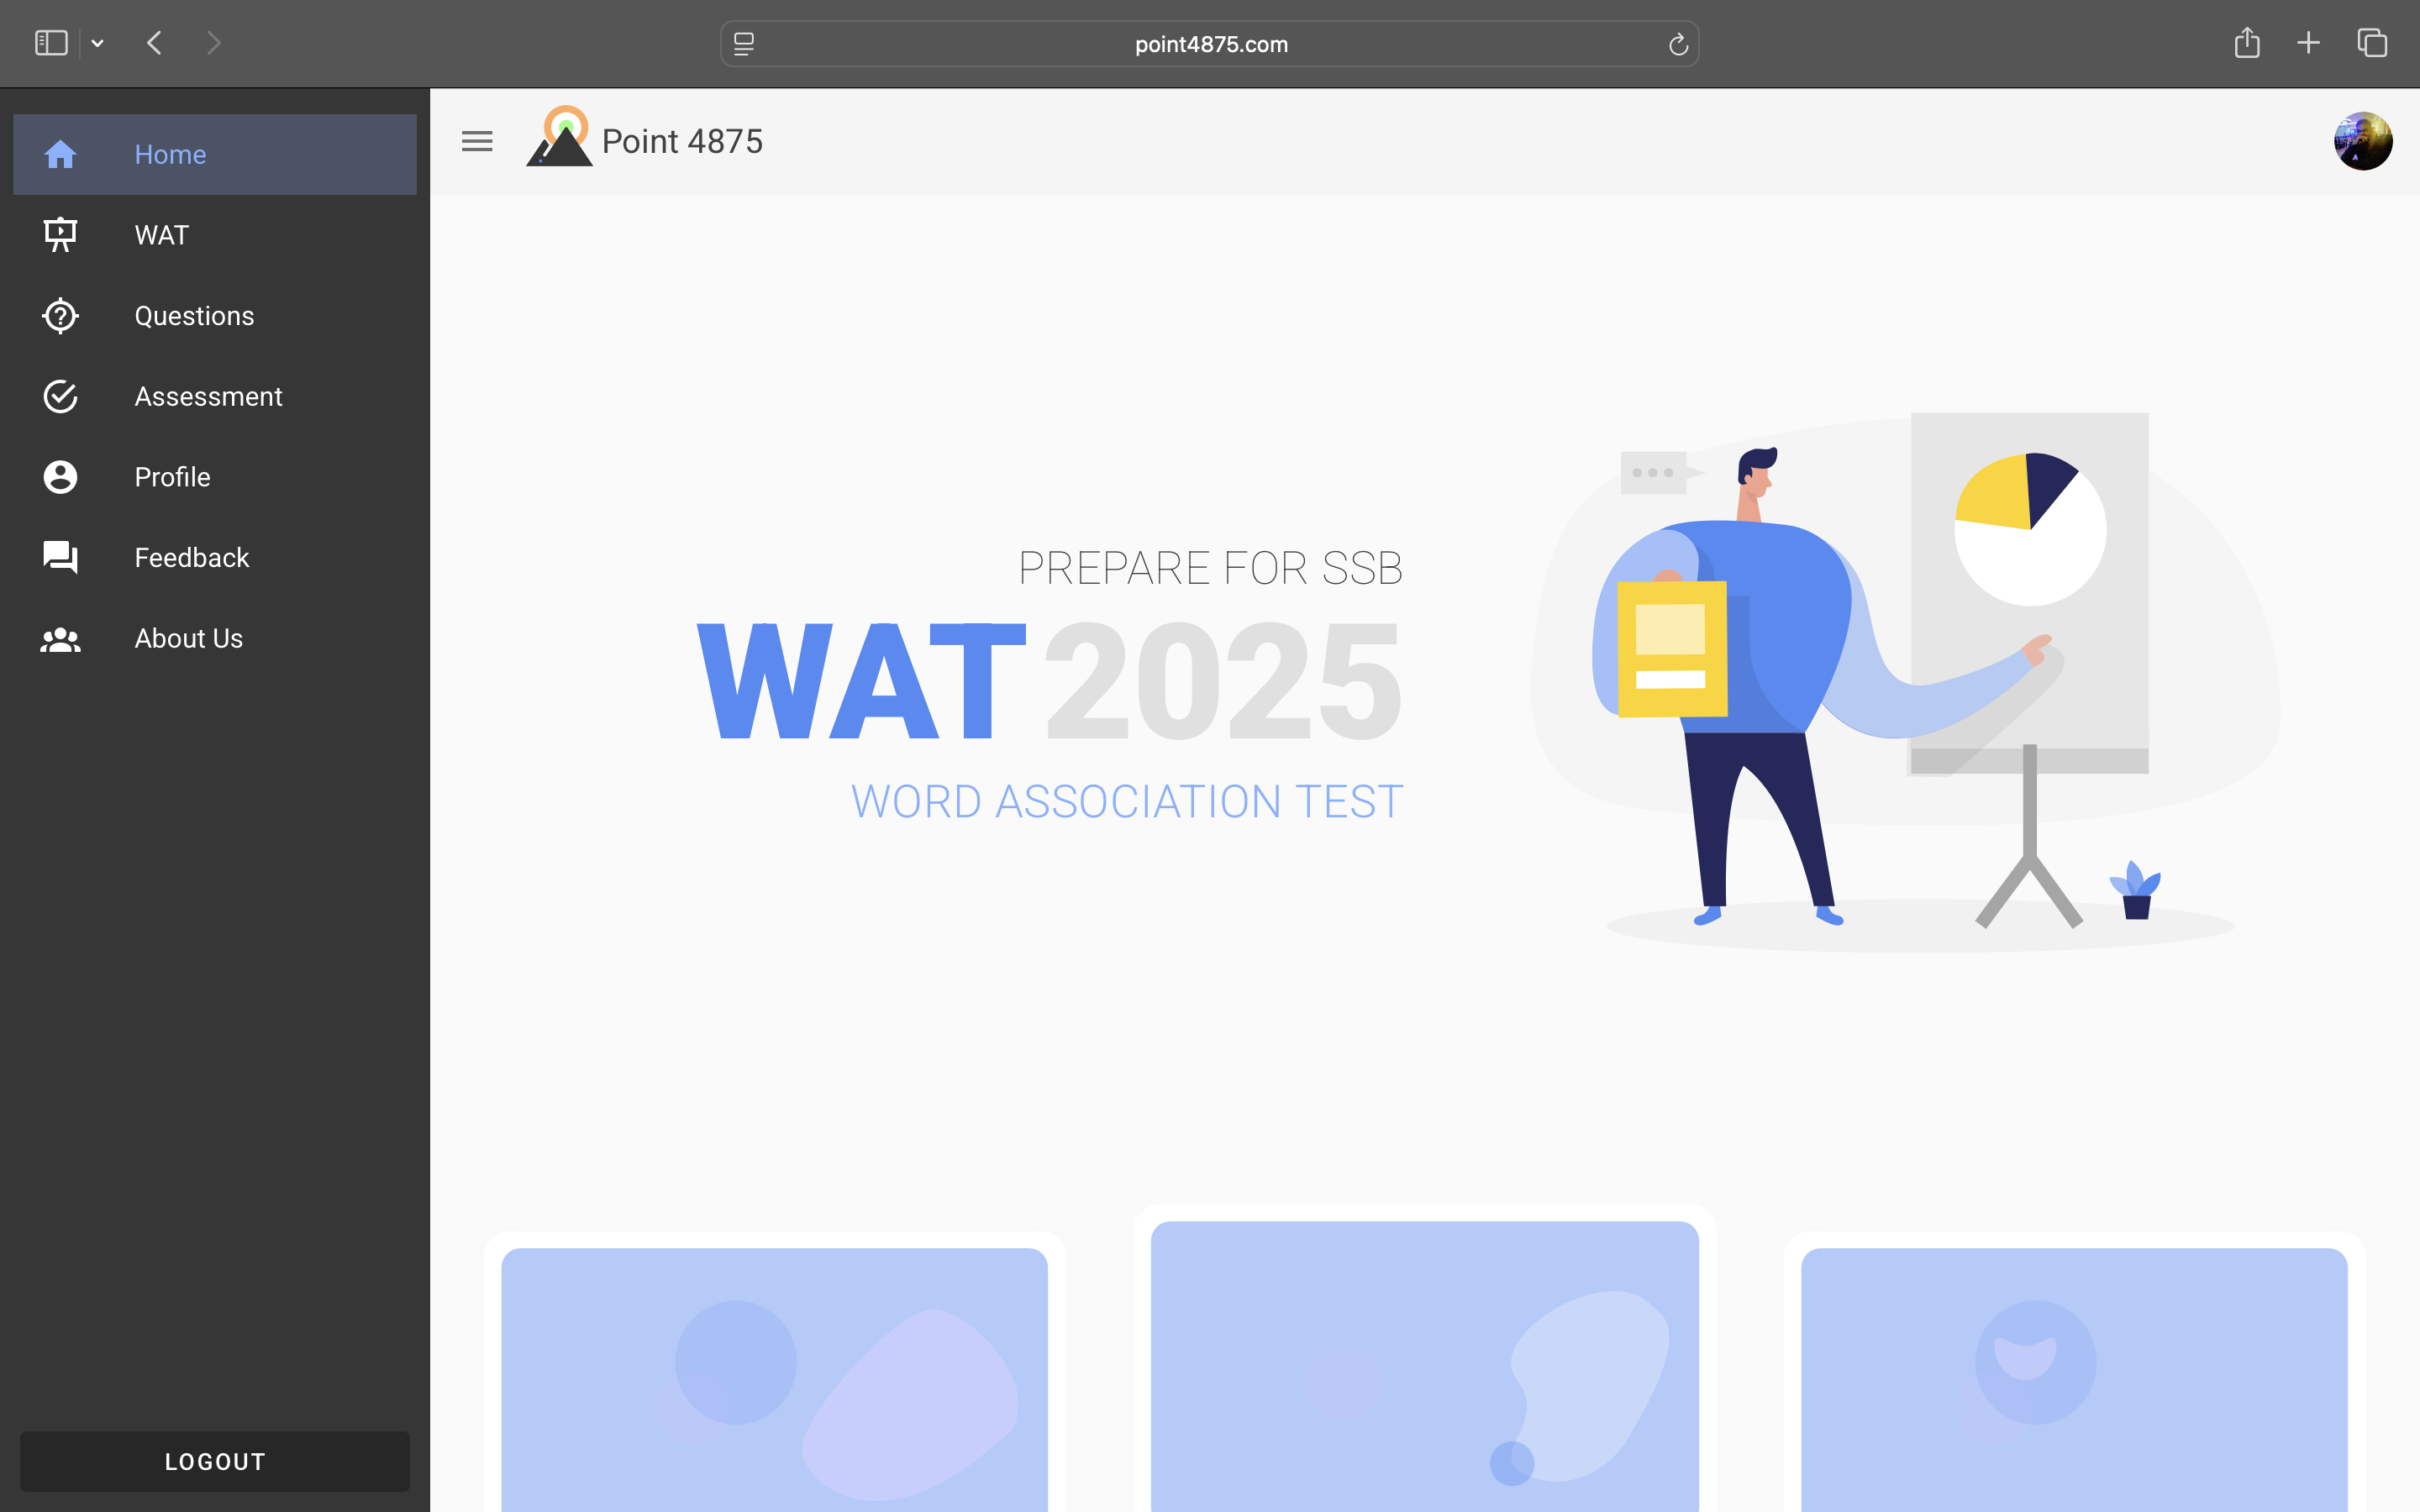 point4875.com
Home
WAT
Questions
Assessment
Profile
Feedback
About Us
LOGOUT
Point 4875
PREPARE FOR SSB
WAT 2025
WORD ASSOCIATION TEST